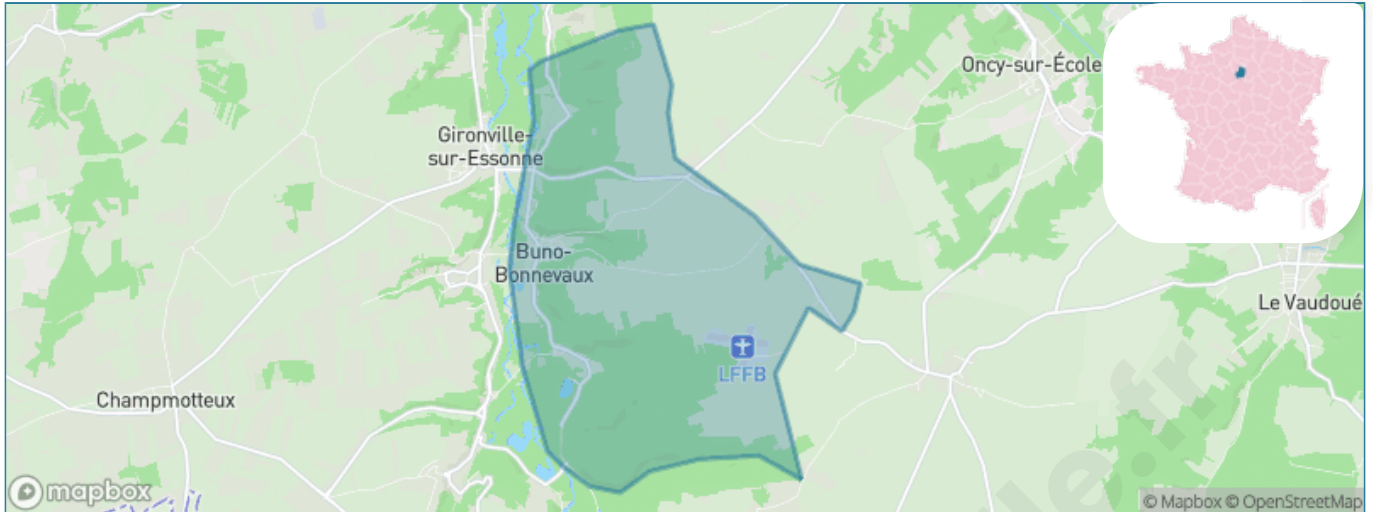 Oncy-sur-École
Gironville-
sur-Essonne
Buno-
Bonnevaux
Le Vaudoué
LFFB
Champmotteux
mapbox
© Mapbox © OpenStreetMap